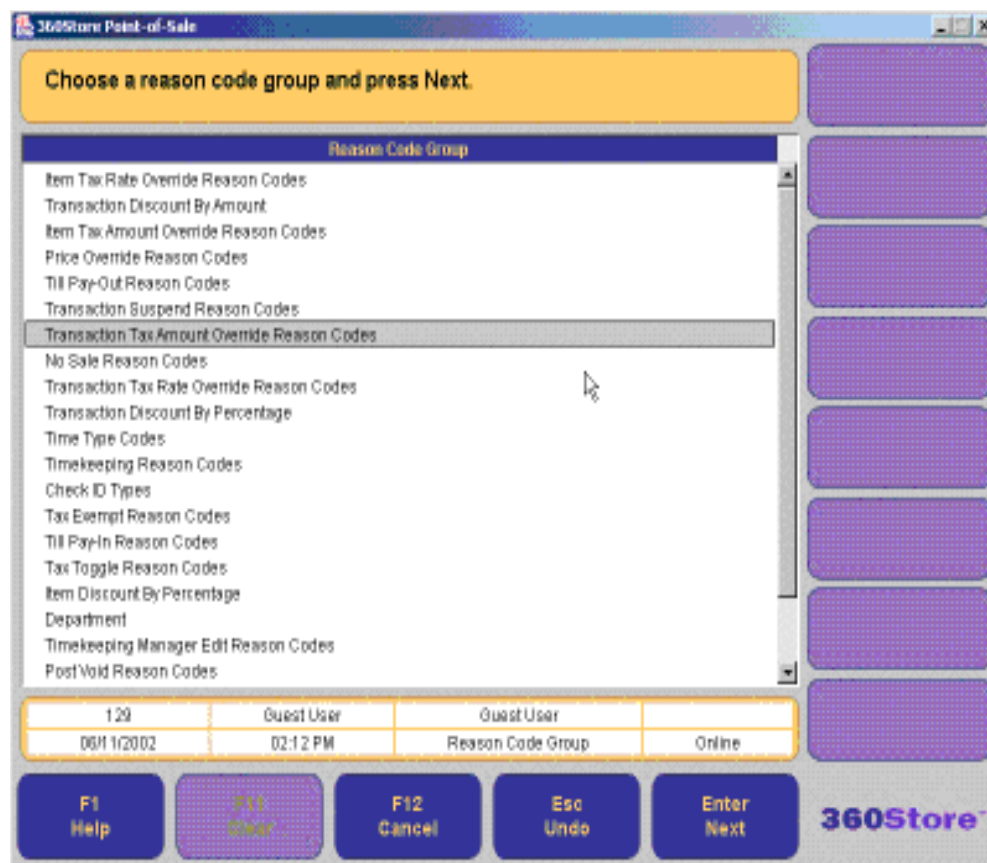 360Store Point-of-Sale
Choose a reason code group and press Next.
Reason Code Group
Item Tax Rate Override Reason Codes
Transaction Discount By Amount
Item Tax Amount Override Reason Codes
Price Override Reason Codes
Till Pay-Out Reason Codes
Transaction Suspend Reason Codes
Transaction Tax Amount Override Reason Codes
No Sale Reason Codes
Transaction Tax Rate Override Reason Codes
Transaction Discount By Percentage
Time Type Codes
Timekeeping Reason Codes
Check ID Types
Tax Exempt Reason Codes
Till Pay-In Reason Codes
Tax Toggle Reason Codes
Item Discount By Percentage
Department
Timekeeping Manager Edit Reason Codes
Post Void Reason Codes
129 Guest User Guest User
06/11/2002 02:12 PM Reason Code Group Online
F1 F11 F12 Esc Enter
Help Clear Cancel Undo Next
360Store